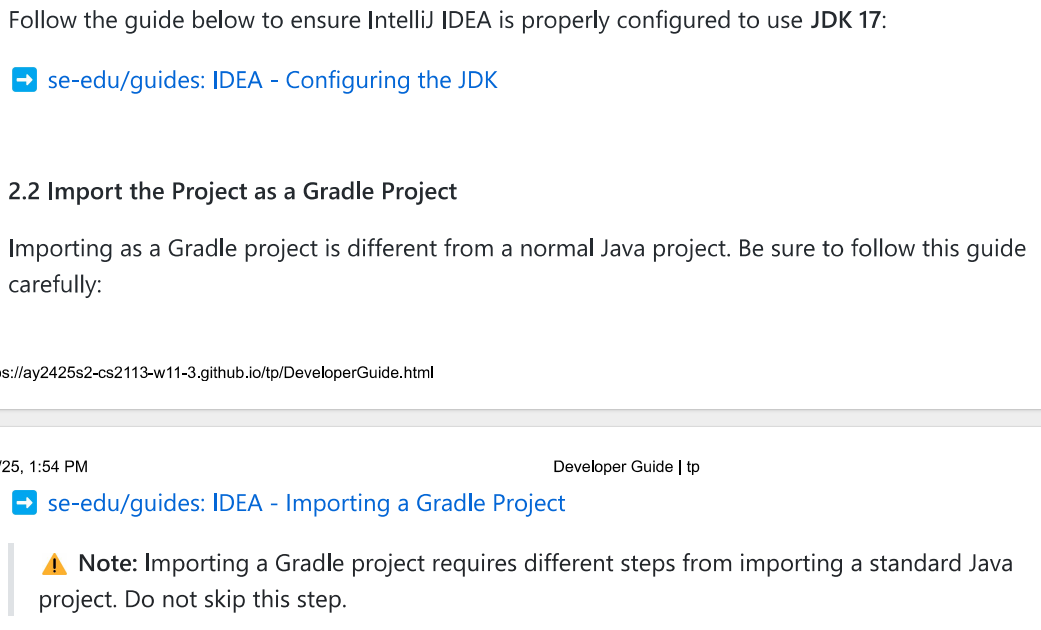 Follow the guide below to ensure IntelliJ IDEA is properly configured to use JDK 17:
se-edu/guides: IDEA - Configuring the JDK
2.2 Import the Project as a Gradle Project
Importing as a Gradle project is different from a normal Java project. Be sure to follow this guide
carefully:
s://ay2425s2-cs2113-w11-3.github.io/tp/DeveloperGuide.html
/25, 1:54 PM
Developer Guide | tp
se-edu/guides: IDEA - Importing a Gradle Project
Note: Importing a Gradle project requires different steps from importing a standard Java
project. Do not skip this step.